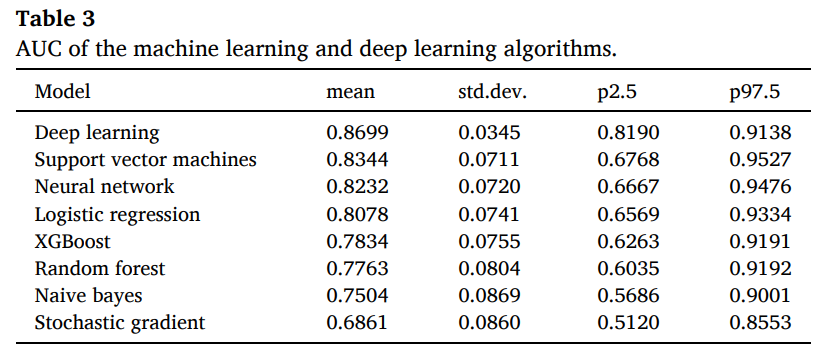 Table 3
AUC of the machine learning and deep learning algorithms.
Model mean std.dev. p2.5 p97.5
Deep learning 0.8699 0.0345 0.8190 0.9138
Support vector machines 0.8344 0.0711 0.6768 0.9527
Neural network 0.8232 0.0720 0.6667 0.9476
Logistic regression 0.8078 0.0741 0.6569 0.9334
XGBoost 0.7834 0.0755 0.6263 0.9191
Random forest 0.7763 0.0804 0.6035 0.9192
Naive bayes 0.7504 0.0869 0.5686 0.9001
Stochastic gradient 0.6861 0.0860 0.5120 0.8553